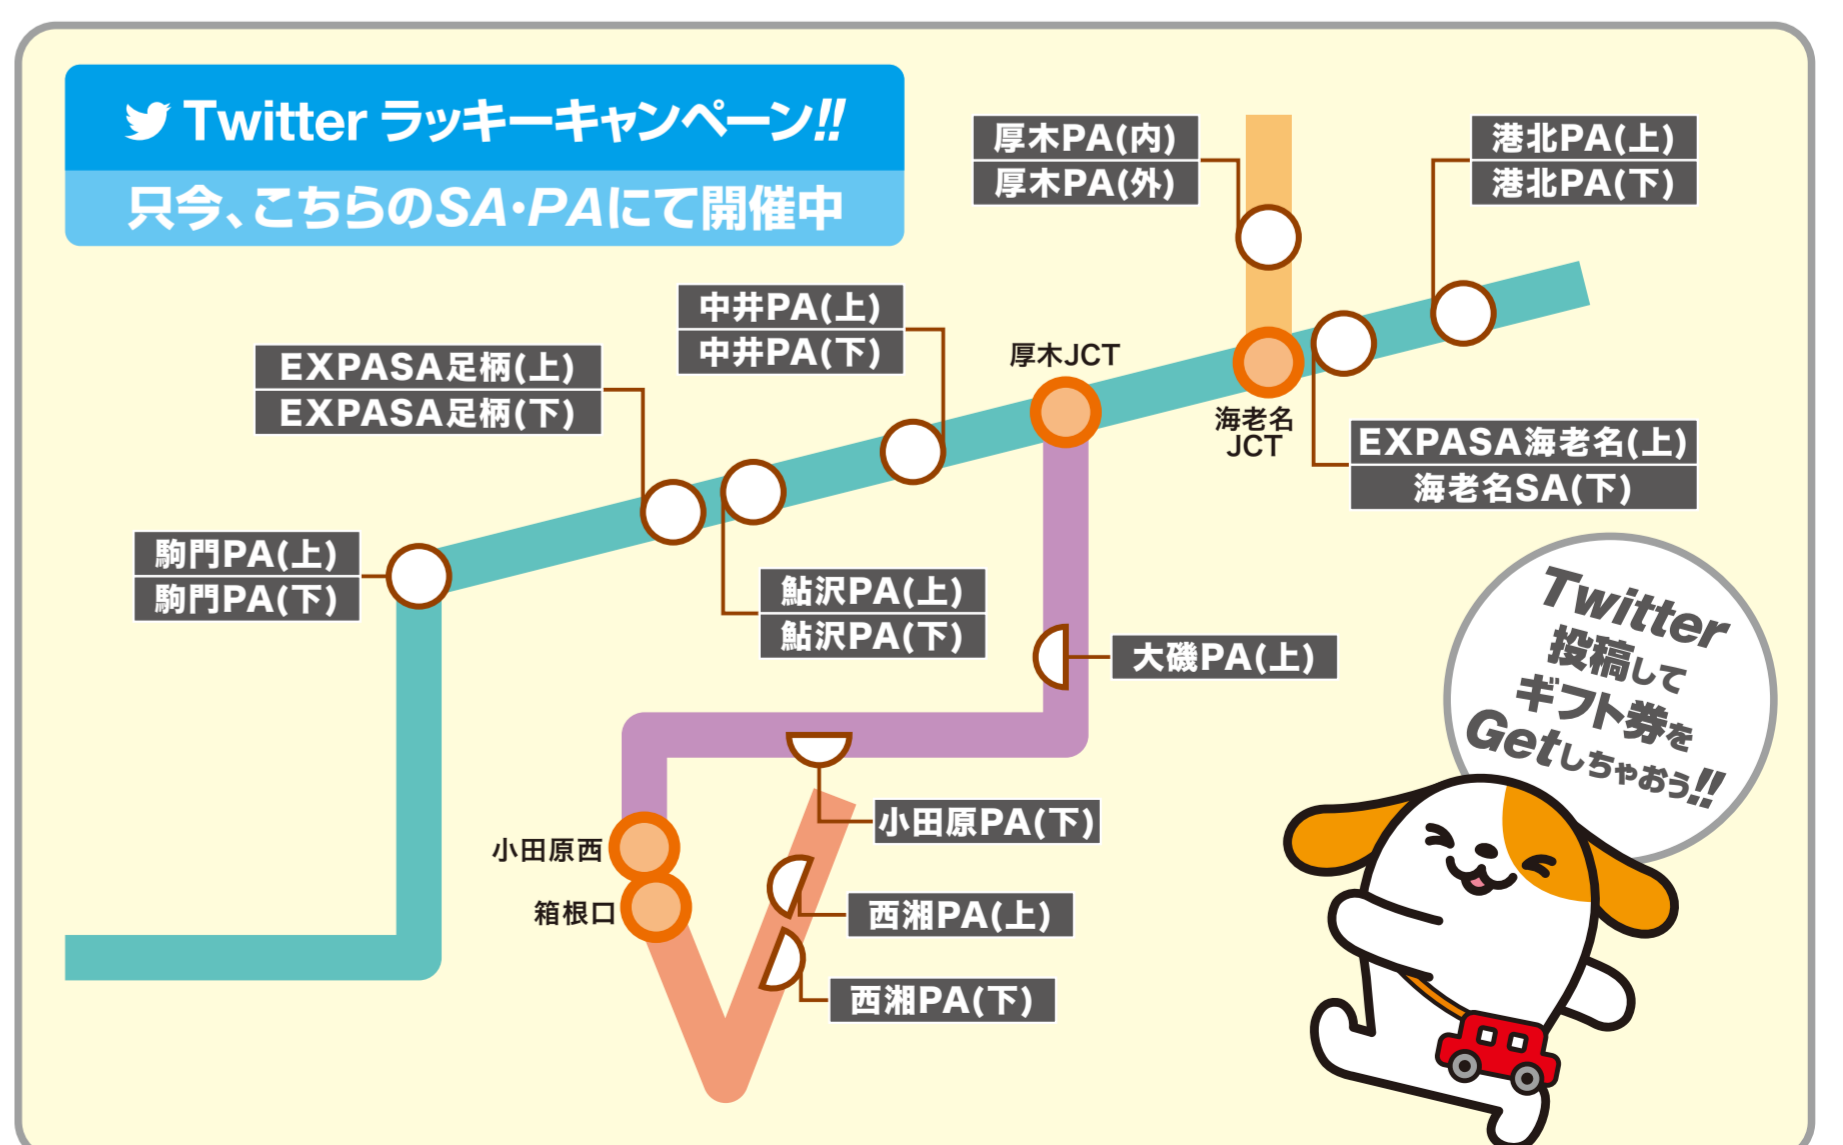 Twitter ラッキーキャンペーン!!
只今、こちらのSA・PAにて開催中
厚木PA(内)
厚木PA(外)
港北PA(上)
港北PA(下)
中井PA(上)
中井PA(下)
厚木JCT
EXPASA足柄(上)
EXPASA足柄(下)
海老名
JCT
EXPASA海老名(上)
海老名SA(下)
駒門PA(上)
駒門PA(下)
鮎沢PA(上)
鮎沢PA(下)
大磯PA(上)
Twitter
投稿して
ギフト券を
Getしちゃおう!!
小田原PA(下)
小田原西
箱根口
西湘PA(上)
西湘PA(下)